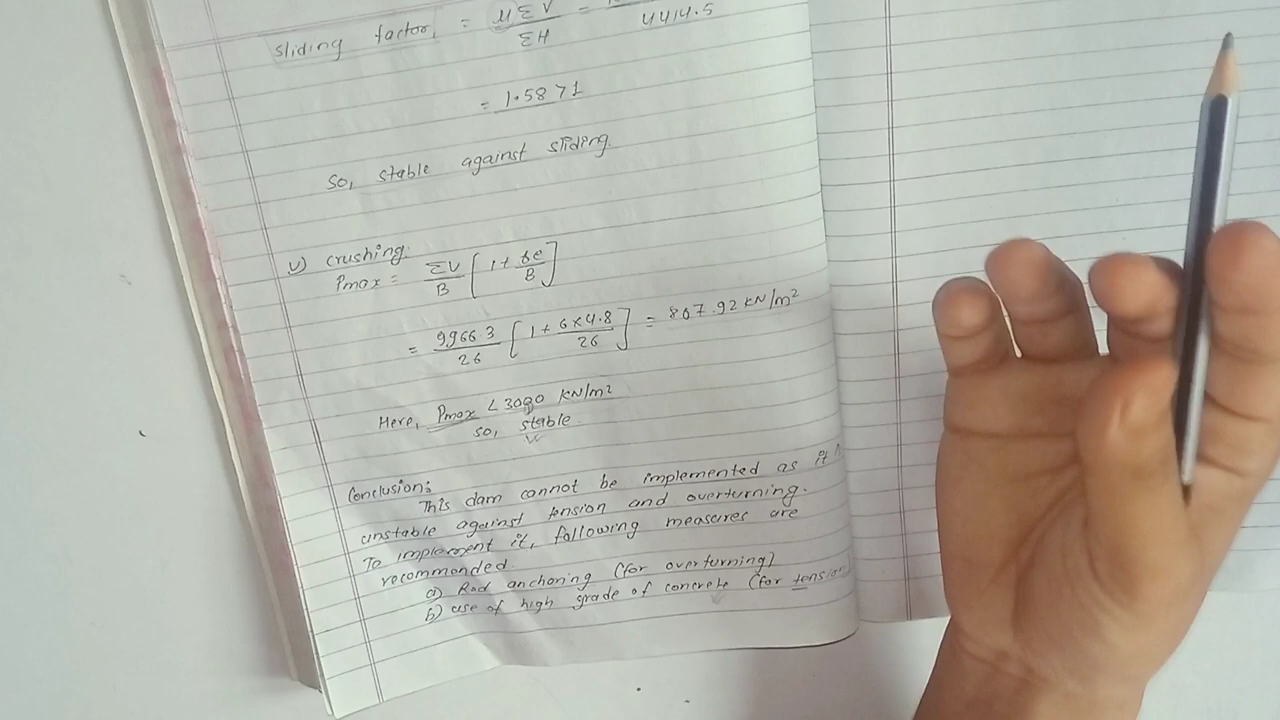 sliding factor, = μΣV =
ΣH 4414.5
= 1.5871
So, stable against sliding.
v) crushing:
Pmax = ΣV/B [1 + 6e/B]
= 9966.3/26 [1 + 6×4.8/26] = 807.92 kN/m²
Here, Pmax < 3000 kN/m²
so, stable
Conclusion:
This dam cannot be implemented as it
unstable against tension and overturning.
To implement it, following measures are
recommended
a) Rod anchoring (for overturning)
b) use of high grade of concrete (for tension